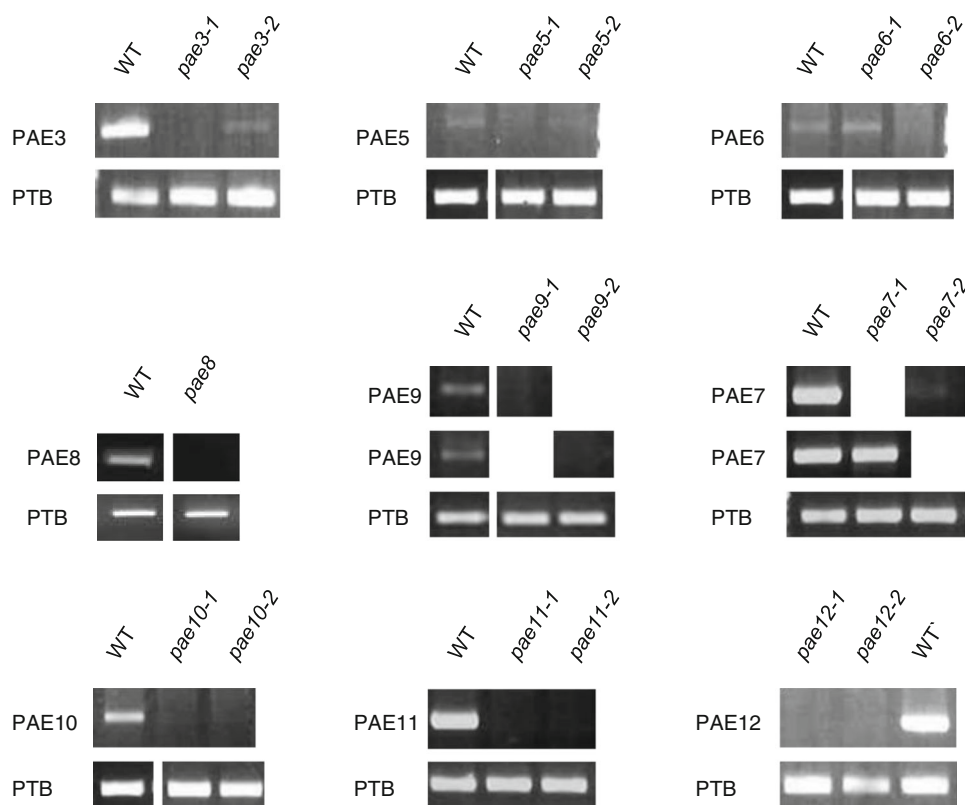 WT pae3-1 pae3-2
PAE3
PTB
WT pae5-1 pae5-2
PAE5
PTB
WT pae6-1 pae6-2
PAE6
PTB
WT pae8
PAE8
PTB
WT pae9-1 pae9-2
PAE9
PAE9
PTB
WT pae7-1 pae7-2
PAE7
PAE7
PTB
WT pae10-1 pae10-2
PAE10
PTB
WT pae11-1 pae11-2
PAE11
PTB
pae12-1 pae12-2 WT`
PAE12
PTB